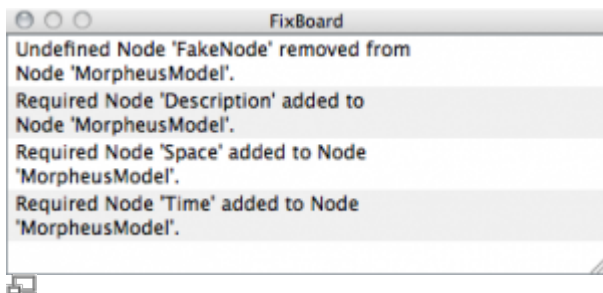 FixBoard
Undefined Node 'FakeNode' removed from
Node 'MorpheusModel'.
Required Node 'Description' added to
Node 'MorpheusModel'.
Required Node 'Space' added to Node
'MorpheusModel'.
Required Node 'Time' added to Node
'MorpheusModel'.